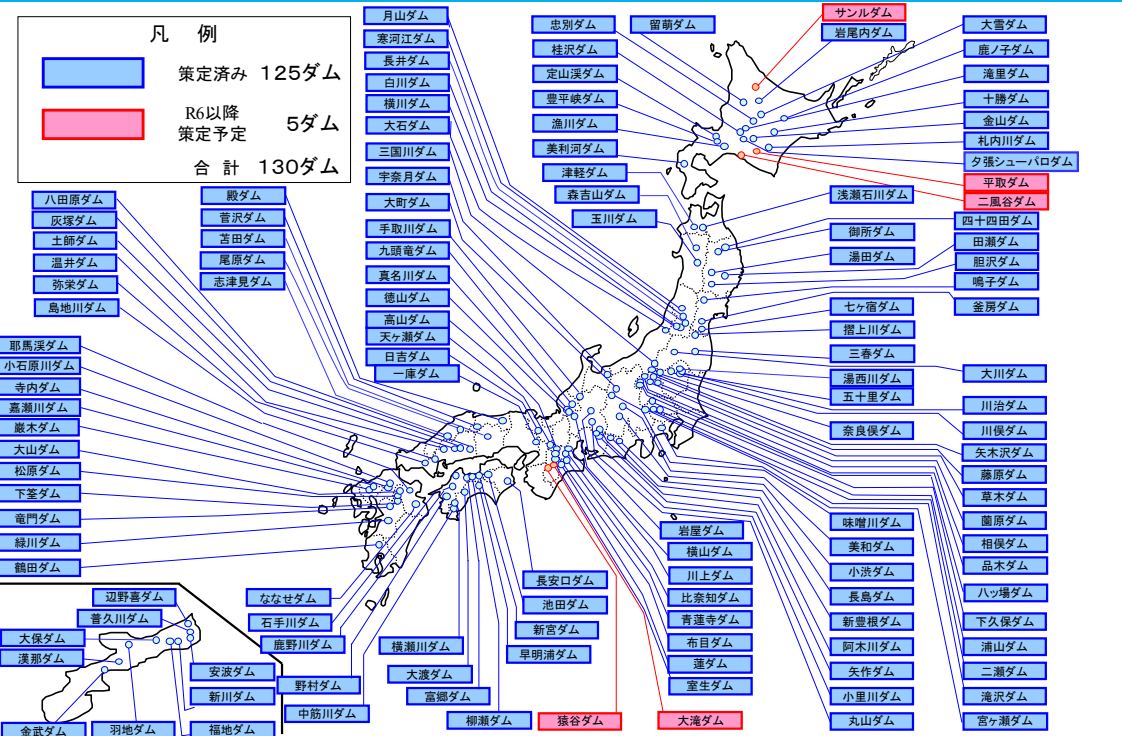 凡 例
策定済み 125ダム
R6以降
策定予定 5ダム
合 計 130ダム
八田原ダム
灰塚ダム
土師ダム
温井ダム
弥栄ダム
島地川ダム
殿ダム
菅沢ダム
苫田ダム
尾原ダム
志津見ダム
月山ダム
寒河江ダム
長井ダム
白川ダム
横川ダム
大石ダム
三国川ダム
宇奈月ダム
大町ダム
手取川ダム
九頭竜ダム
真名川ダム
徳山ダム
高山ダム
天ヶ瀬ダム
日吉ダム
一庫ダム
忠別ダム
留萌ダム
桂沢ダム
定山渓ダム
豊平峡ダム
漁川ダム
美利河ダム
津軽ダム
森吉山ダム
玉川ダム
サンルダム
岩尾内ダム
大雪ダム
鹿ノ子ダム
滝里ダム
十勝ダム
金山ダム
札内川ダム
夕張シューパロダム
平取ダム
二風谷ダム
浅瀬石川ダム
四十四田ダム
御所ダム
田瀬ダム
湯田ダム
胆沢ダム
鳴子ダム
釜房ダム
七ヶ宿ダム
摺上川ダム
三春ダム
大川ダム
湯西川ダム
五十里ダム
川治ダム
奈良俣ダム
川俣ダム
矢木沢ダム
藤原ダム
草木ダム
薗原ダム
相俣ダム
品木ダム
八ッ場ダム
下久保ダム
浦山ダム
二瀬ダム
滝沢ダム
宮ヶ瀬ダム
味噌川ダム
美和ダム
小渋ダム
長島ダム
新豊根ダム
阿木川ダム
矢作ダム
小里川ダム
丸山ダム
岩屋ダム
横山ダム
川上ダム
比奈知ダム
青蓮寺ダム
布目ダム
蓮ダム
室生ダム
大滝ダム
猿谷ダム
長安口ダム
池田ダム
新宮ダム
早明浦ダム
横瀬川ダム
大渡ダム
富郷ダム
柳瀬ダム
耶馬渓ダム
小石原川ダム
寺内ダム
嘉瀬川ダム
厳木ダム
大山ダム
松原ダム
下筌ダム
竜門ダム
緑川ダム
鶴田ダム
ななせダム
石手川ダム
鹿野川ダム
野村ダム
中筋川ダム
辺野喜ダム
普久川ダム
大保ダム
漢那ダム
安波ダム
新川ダム
金武ダム
羽地ダム
福地ダム